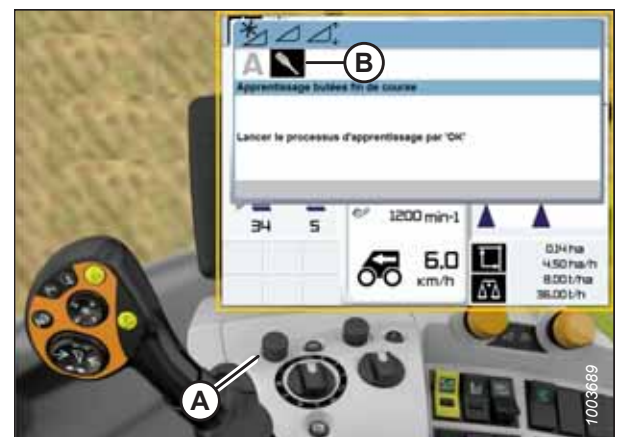 A
B
Apprentissage butées fin de course
Lancer le processus d'apprentissage par "OK"
34
5
1200 min-1
6.0
km/h
0.14 ha
4.50 ha/h
8.00 t/ha
36.00 t/h
A
1003689